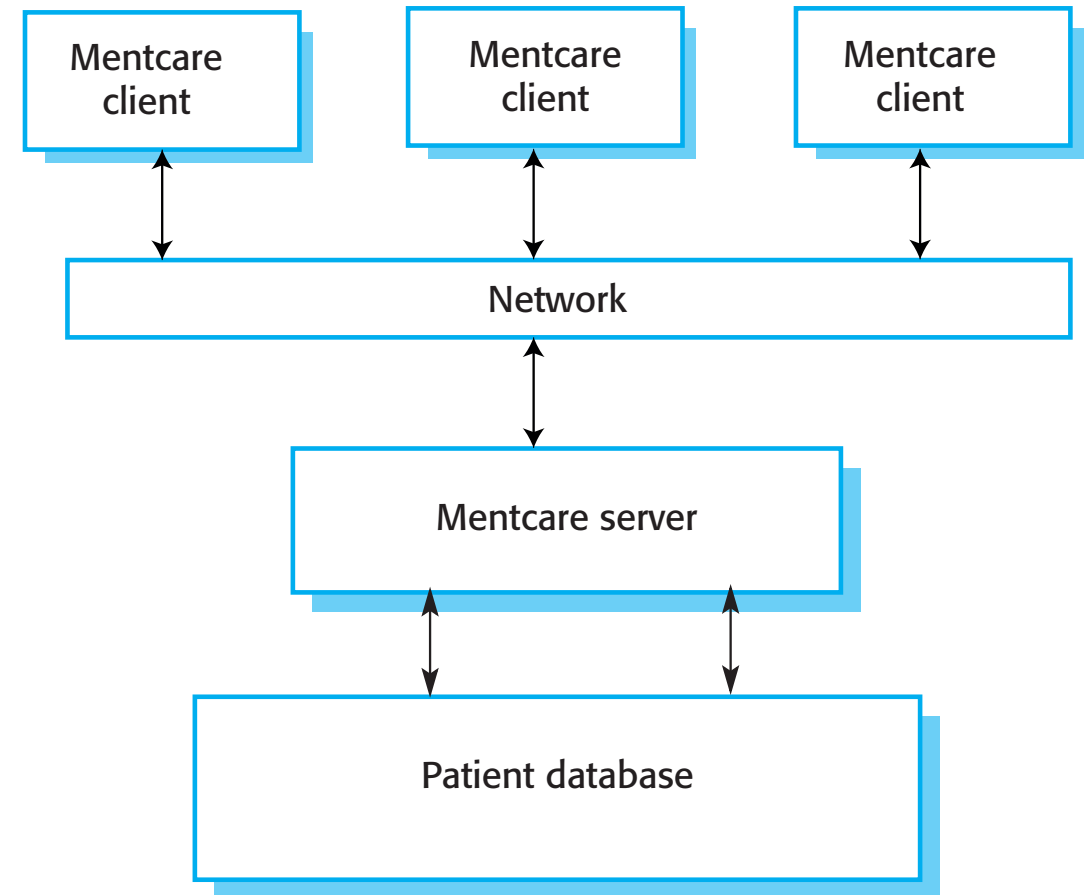 Mentcare
client
Mentcare
client
Mentcare
client
Network
Mentcare server
Patient database